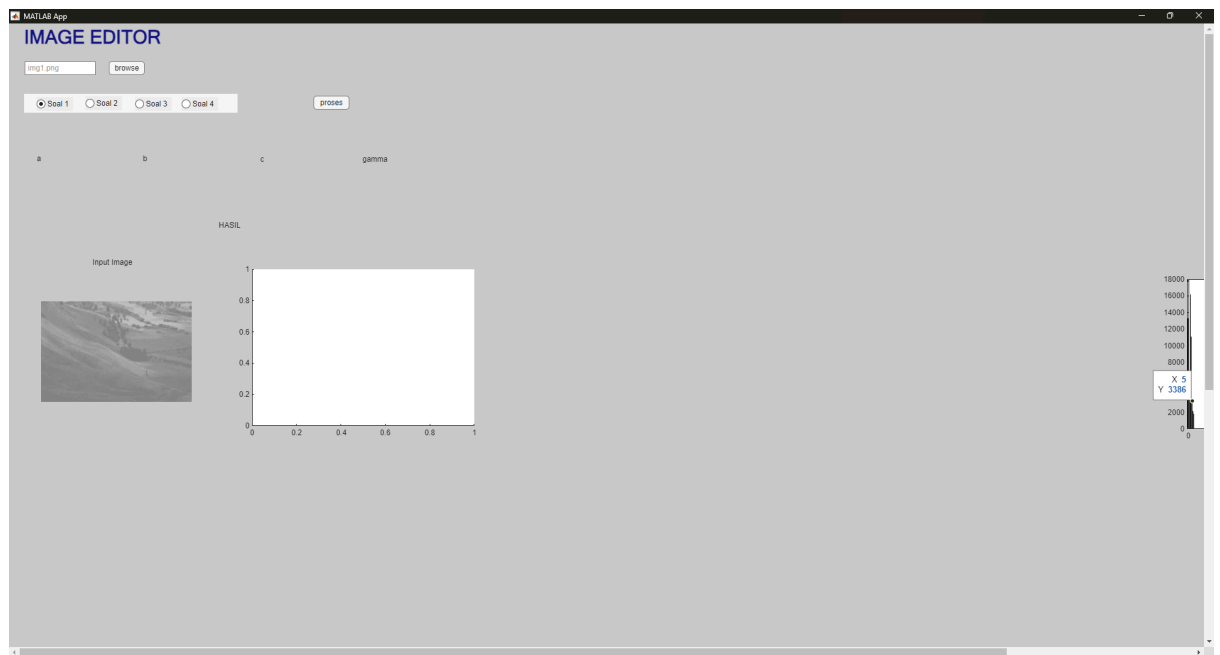 MATLAB App
IMAGE EDITOR
img1.png browse
Soal 1 Soal 2 Soal 3 Soal 4 proses
a b c gamma
HASIL
Input Image
1
0.8
0.6
0.4
0.2
0
0 0.2 0.4 0.6 0.8 1
18000
16000
14000
12000
10000
8000
X 5
Y 3386
2000
0
0